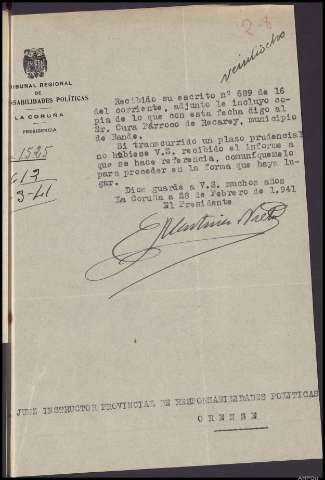 28
veintiocho
TRIBUNAL REGIONAL
DE
RESPONSABILIDADES POLÍTICAS
LA CORUÑA
PRESIDENCIA
1525
3-41
Recibido su escrito nº 689 de 16
del corriente, adjunto le incluyo co-
pia de lo que con esta fecha digo al
Sr. Cura Párroco de Recarey, municipio
de Bande.
Si transcurrido un plazo prudencial
no hubiese V.S. recibido el informe a
que se hace referencia, comuníquemelo
para proceder en la forma que haya lu-
gar.
Dios guarde a V.S. muchos años
La Coruña a 28 de Febrero de 1.941
El Presidente
JUEZ INSTRUCTOR PROVINCIAL DE RESPONSABILIDADES POLITICAS
ORENSE